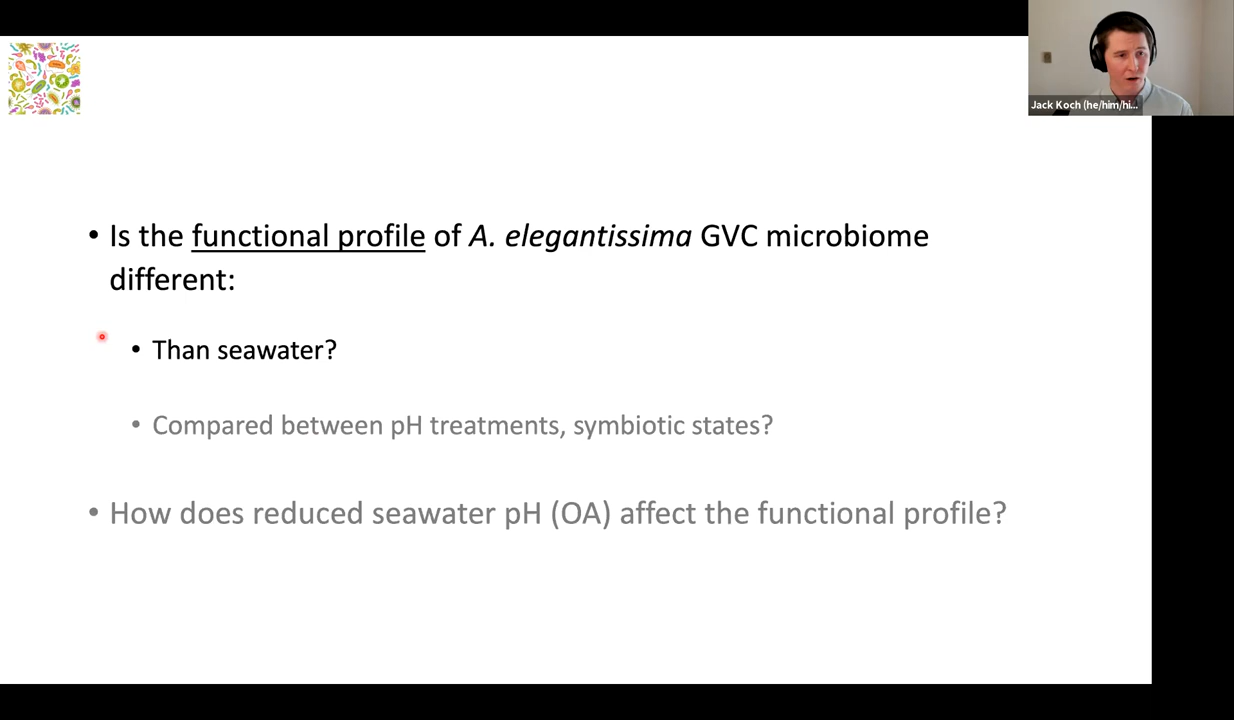 Jack Koch (he/him/hi...
• Is the functional profile of A. elegantissima GVC microbiome
different:
• Than seawater?
• Compared between pH treatments, symbiotic states?
• How does reduced seawater pH (OA) affect the functional profile?